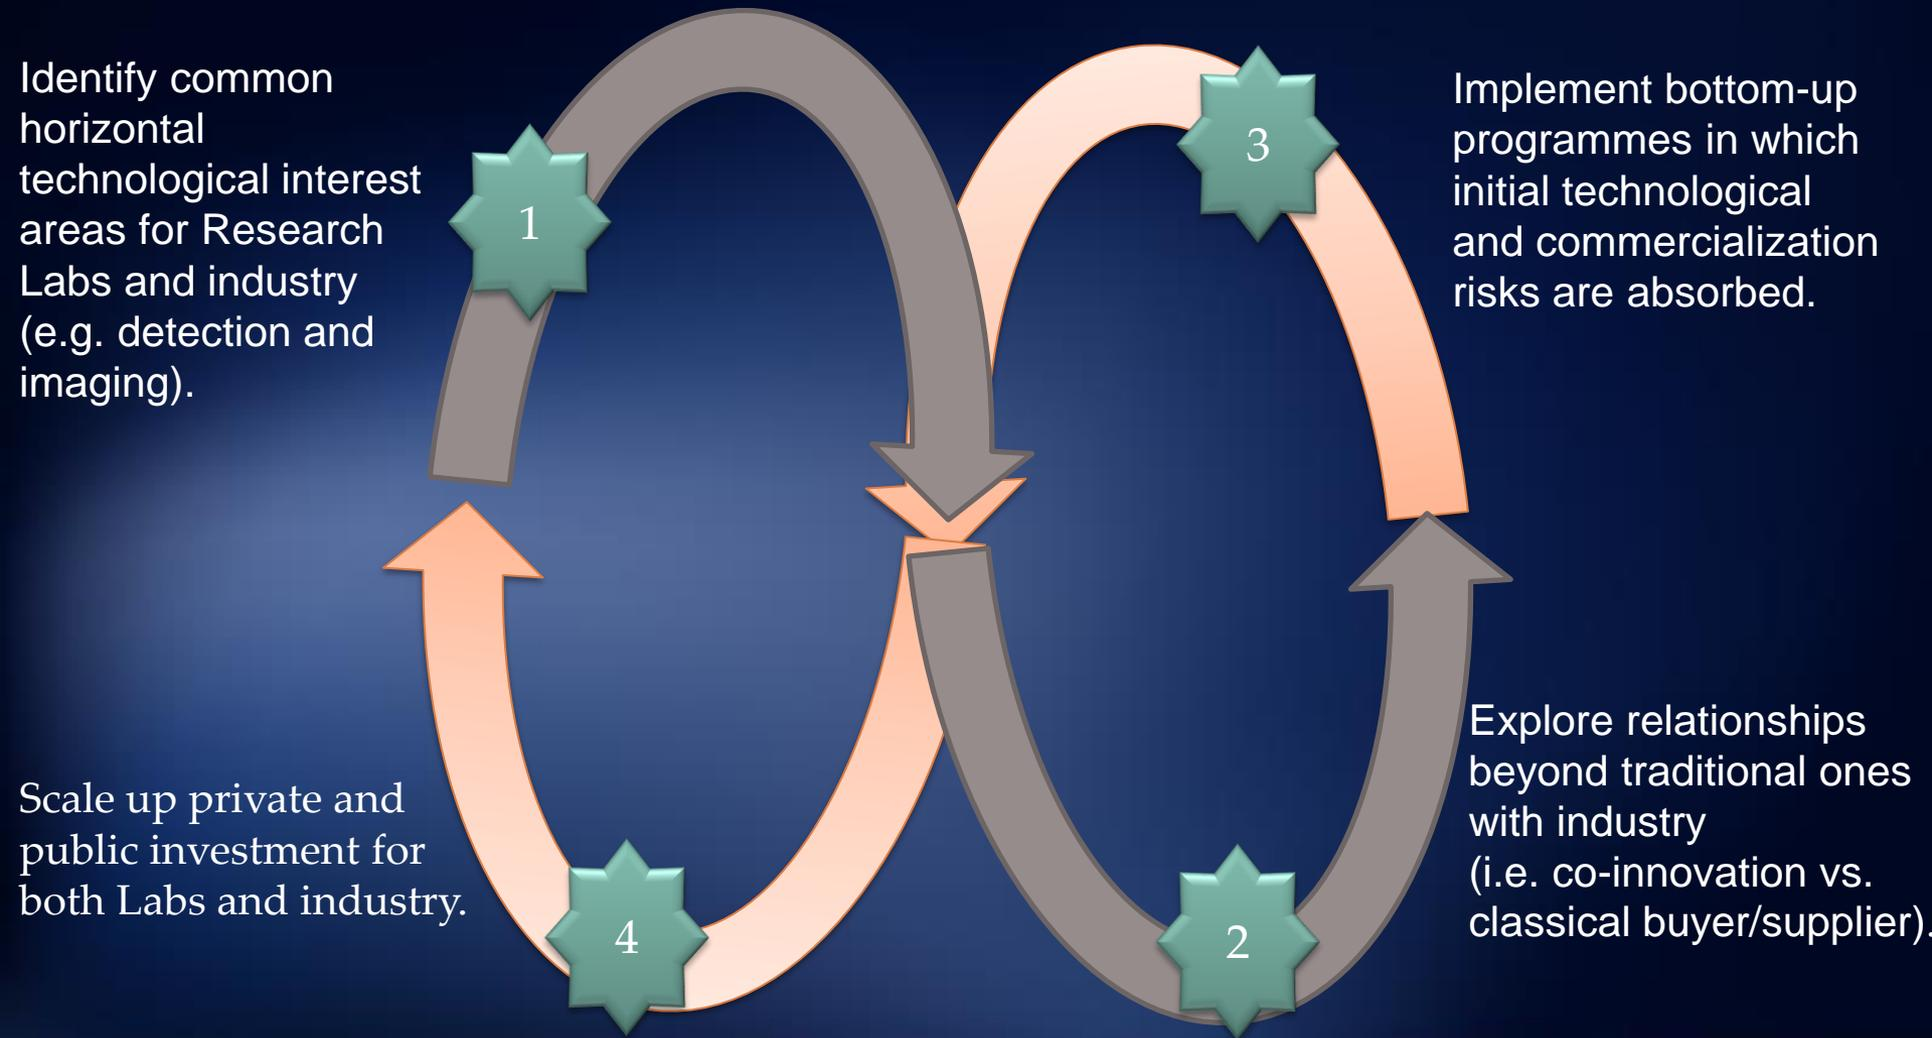 Identify common
horizontal
technological interest
areas for Research
Labs and industry
(e.g. detection and
imaging).
1
3
Implement bottom-up
programmes in which
initial technological
and commercialization
risks are absorbed.
Scale up private and
public investment for
both Labs and industry.
4
2
Explore relationships
beyond traditional ones
with industry
(i.e. co-innovation vs.
classical buyer/supplier).